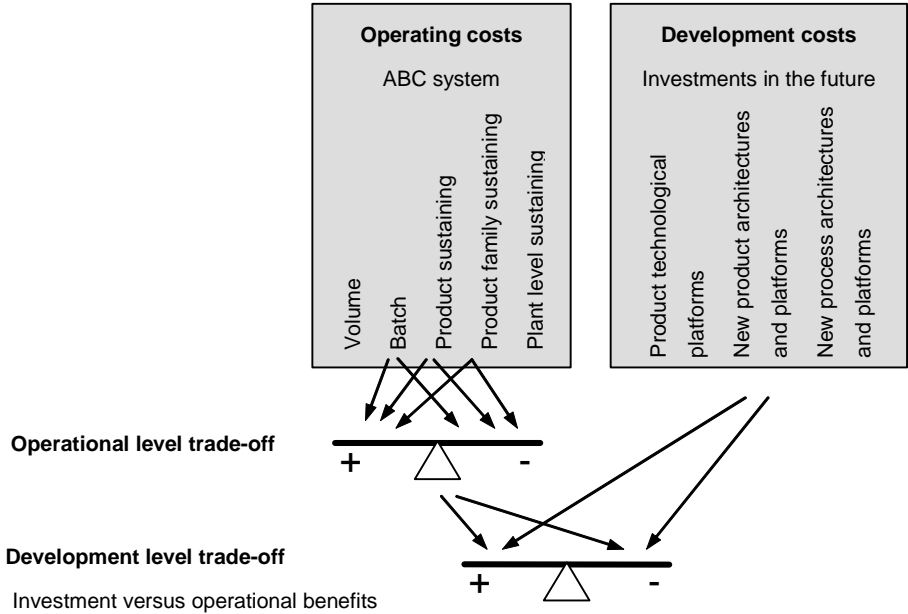 Operating costs
ABC system
Volume
Batch
Product sustaining
Product family sustaining
Plant level sustaining
Development costs
Investments in the future
Product technological
platforms
New product architectures
and platforms
New process architectures
and platforms
Operational level trade-off
+ -
Development level trade-off
+ -
Investment versus operational benefits